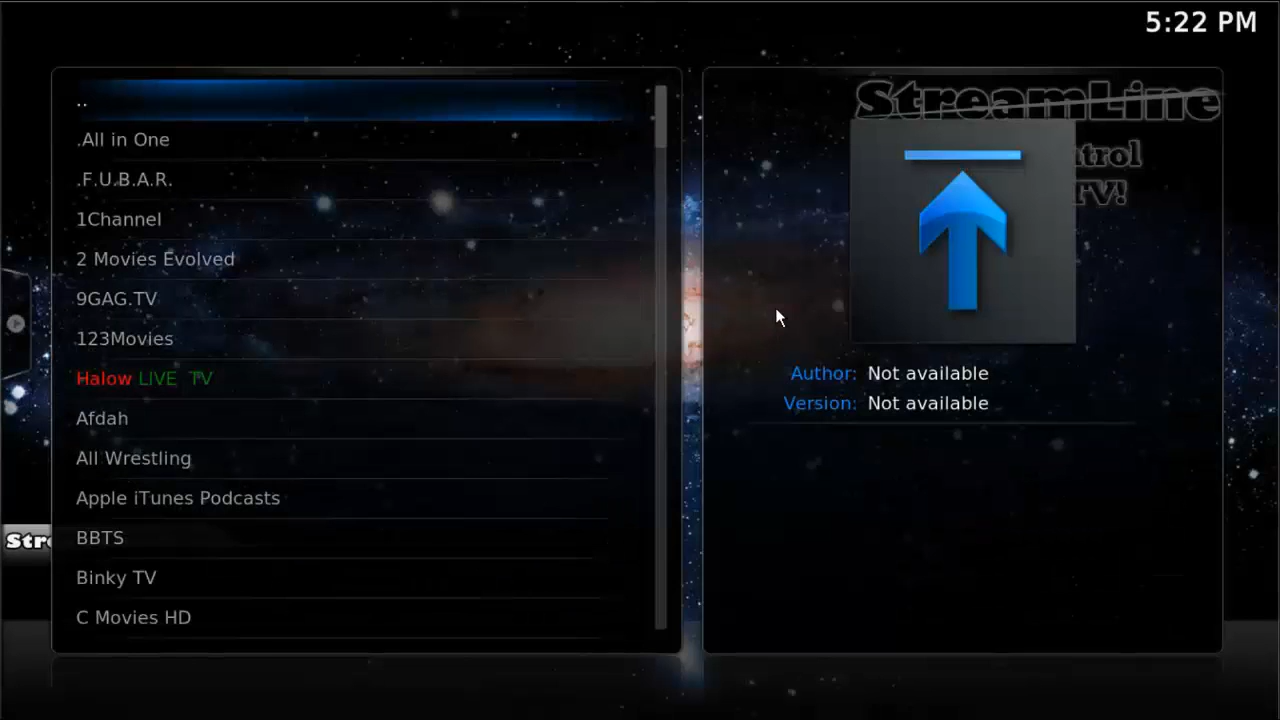 5:22 PM
..
.All in One
.F.U.B.A.R.
1Channel
2 Movies Evolved
9GAG.TV
123Movies
Halow LIVE TV
Afdah
All Wrestling
Apple iTunes Podcasts
BBTS
Binky TV
C Movies HD
StreamLine
TV!
Author: Not available
Version: Not available